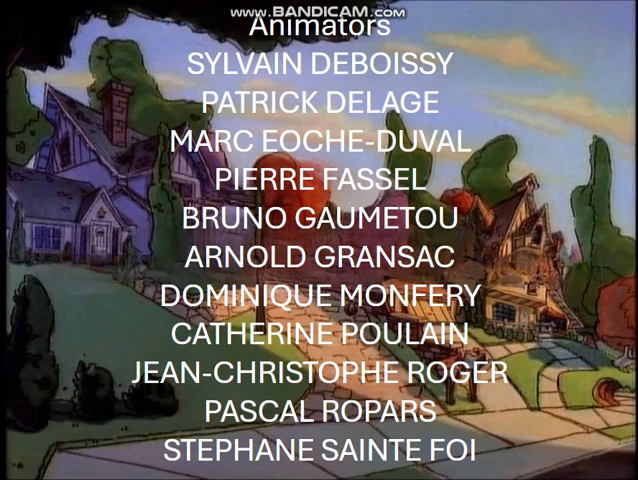 www.BANDICAM.com
Animators
SYLVAIN DEBOISSY
PATRICK DELAGE
MARC EOCHE-DUVAL
PIERRE FASSEL
BRUNO GAUMETOU
ARNOLD GRANSAC
DOMINIQUE MONFERY
CATHERINE POULAIN
JEAN-CHRISTOPHE ROGER
PASCAL ROPARS
STEPHANE SAINTE FOI